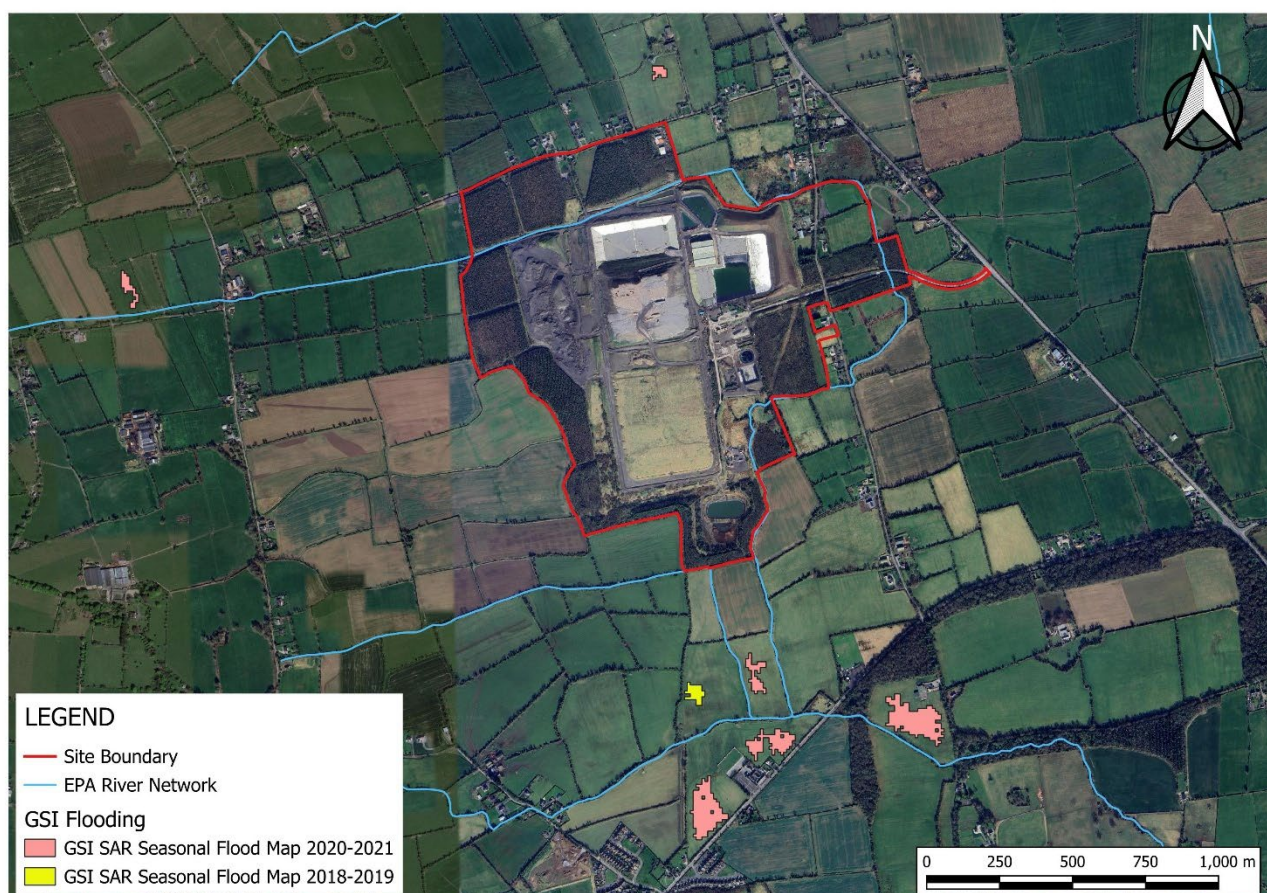 N
LEGEND
Site Boundary
EPA River Network
GSI Flooding
GSI SAR Seasonal Flood Map 2020-2021
GSI SAR Seasonal Flood Map 2018-2019
0 250 500 750 1,000 m